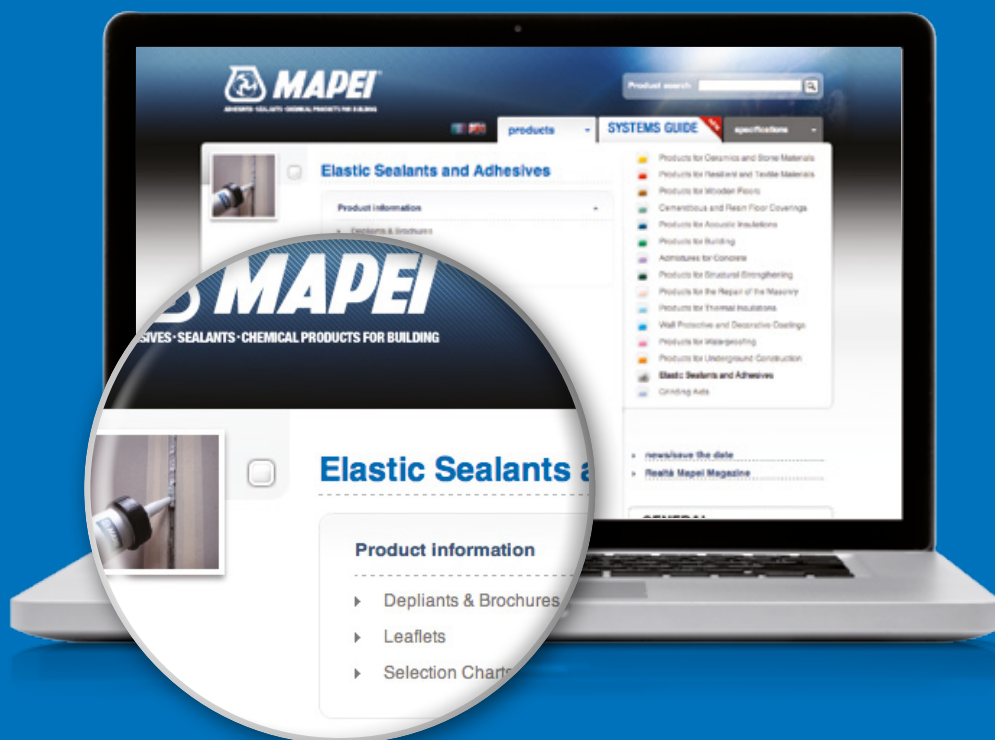 MAPEI
ADHESIVES·SEALANTS·CHEMICAL PRODUCTS FOR BUILDING
Product search
products
SYSTEMS GUIDE
specifications
Elastic Sealants and Adhesives
Product information
Depliants & Brochures
Products for Ceramics and Stone Materials
Products for Resilient and Textile Materials
Products for Wooden Floors
Cementitious and Resin Floor Coverings
Products for Acoustic Insulations
Products for Building
Admixtures for Concrete
Products for Structural Strengthening
Products for the Repair of the Masonry
Products for Thermal Insulations
Wall Protective and Decorative Coatings
Products for Waterproofing
Products for Underground Construction
Elastic Sealants and Adhesives
Grinding Aids
news/save the date
Realtà Mapei Magazine
GENERAL
MAPEI
SIVES·SEALANTS·CHEMICAL PRODUCTS FOR BUILDING
MAPEI
Elastic Sealants a
Product information
Depliants & Brochures
Leaflets
Selection Charts